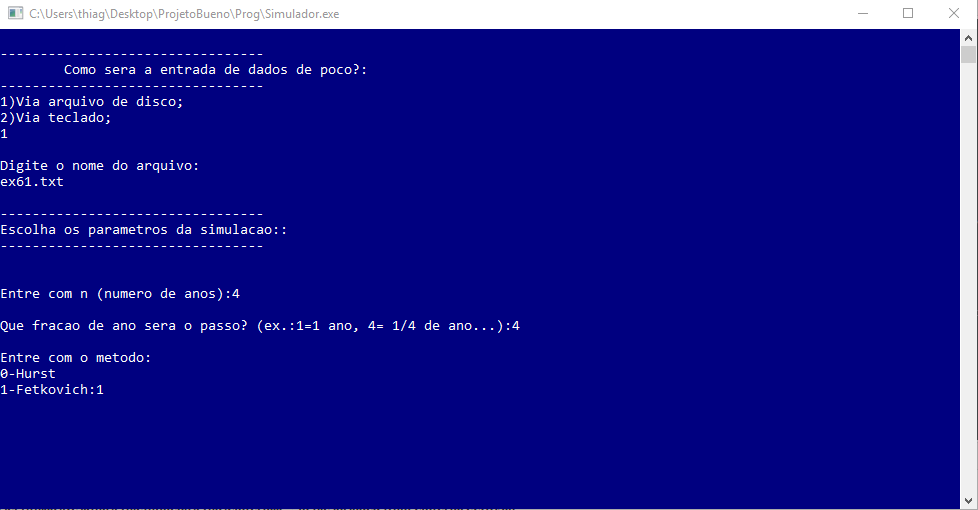 C:\Users\thiag\Desktop\ProjetoBueno\Prog\Simulador.exe
---------------------------------
Como sera a entrada de dados de poco?:
---------------------------------
1)Via arquivo de disco;
2)Via teclado;
1
Digite o nome do arquivo:
ex61.txt
---------------------------------
Escolha os parametros da simulacao::
---------------------------------
Entre com n (numero de anos):4
Que fracao de ano sera o passo? (ex.:1=1 ano, 4= 1/4 de ano...):4
Entre com o metodo:
0-Hurst
1-Fetkovich:1